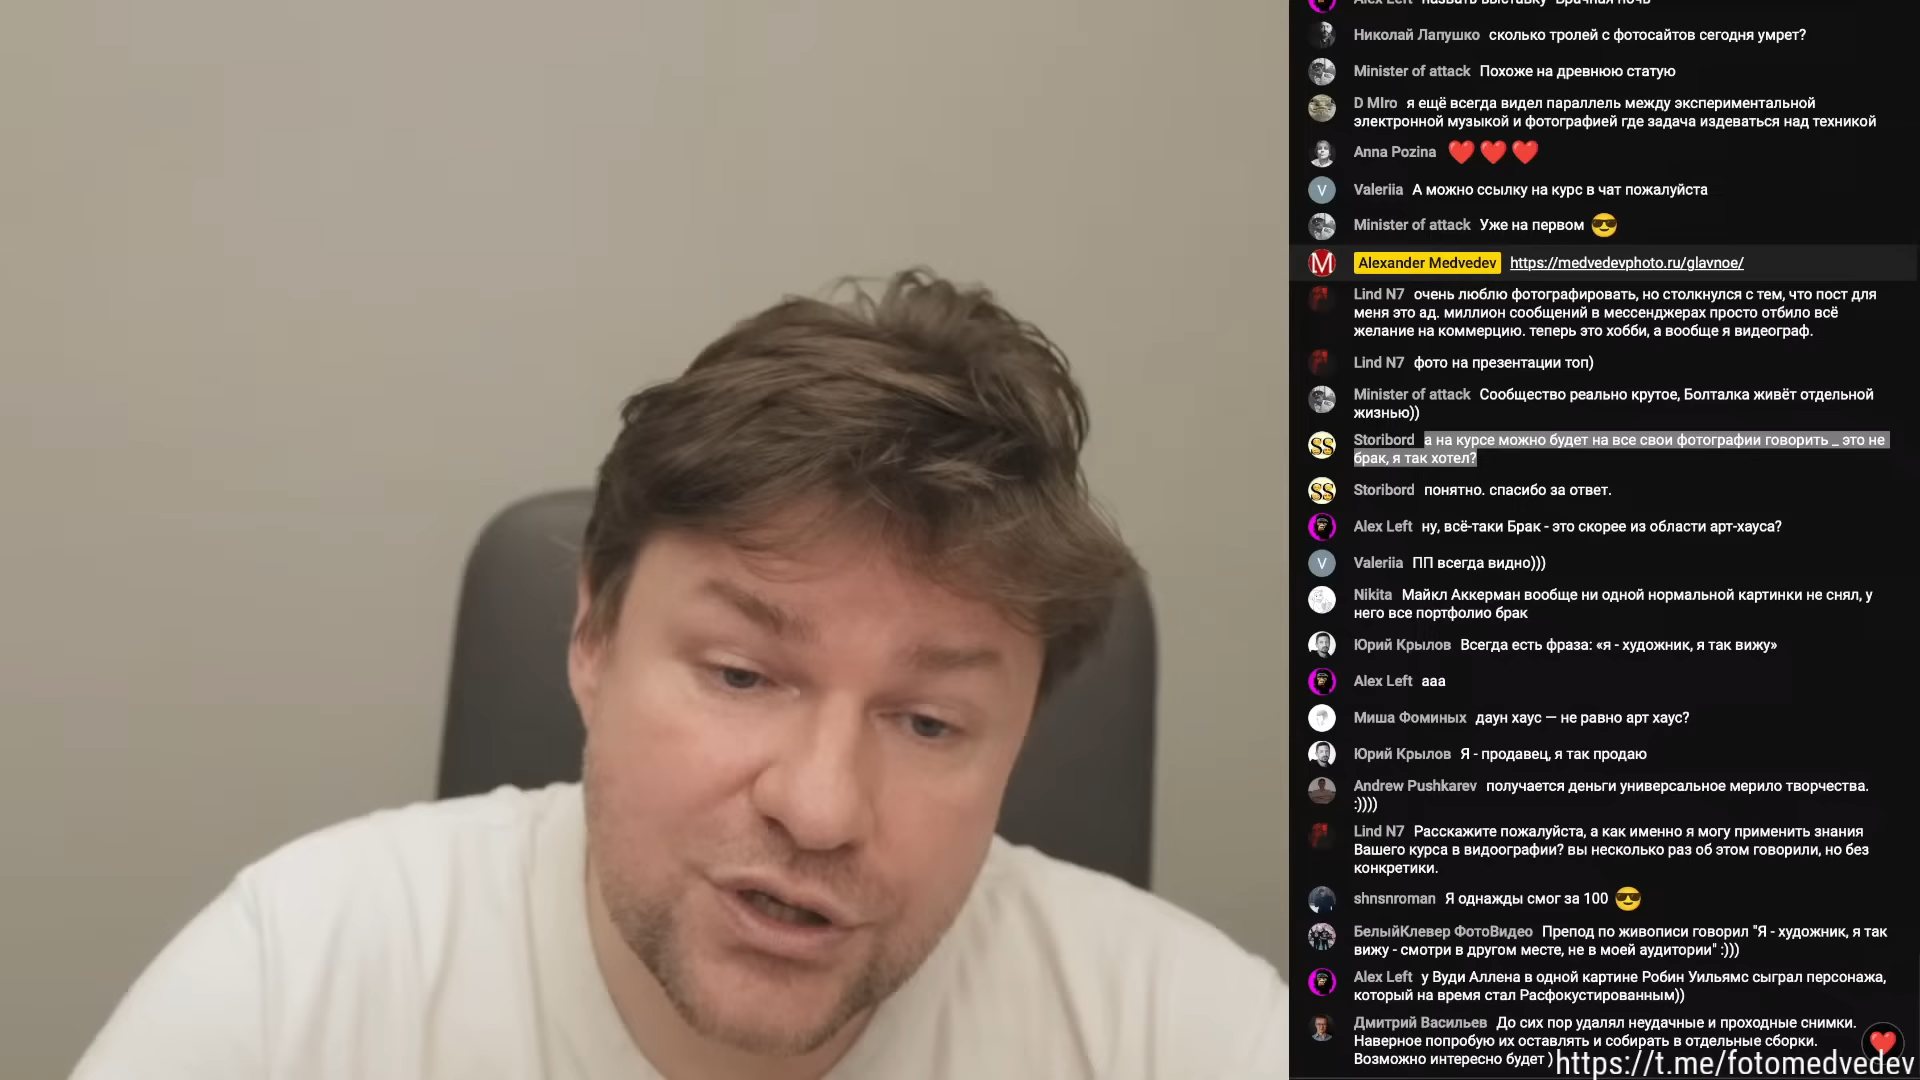 Alex Left назвать выставку "Брачная ночь"
Николай Лапушко сколько тролей с фотосайтов сегодня умрет?
Minister of attack Похоже на древнюю статую
D MIro я ещё всегда видел параллель между экспериментальной
электронной музыкой и фотографией где задача издеваться над техникой
Anna Pozina ❤️❤️❤️
V Valeriia А можно ссылку на курс в чат пожалуйста
Minister of attack Уже на первом 😎
M Alexander Medvedev https://medvedevphoto.ru/glavnoe/
Lind N7 очень люблю фотографировать, но столкнулся с тем, что пост для
меня это ад. миллион сообщений в мессенджерах просто отбило всё
желание на коммерцию. теперь это хобби, а вообще я видеограф.
Lind N7 фото на презентации топ)
Minister of attack Сообщество реально крутое, Болталка живёт отдельной
жизнью))
SS Storibord а на курсе можно будет на все свои фотографии говорить _ это не
брак, я так хотел?
SS Storibord понятно. спасибо за ответ.
Alex Left ну, всё-таки Брак - это скорее из области арт-хауса?
V Valeriia ПП всегда видно)))
Nikita Майкл Аккерман вообще ни одной нормальной картинки не снял, у
него все портфолио брак
Юрий Крылов Всегда есть фраза: «я - художник, я так вижу»
Alex Left ааа
Миша Фоминых даун хаус — не равно арт хаус?
Юрий Крылов Я - продавец, я так продаю
Andrew Pushkarev получается деньги универсальное мерило творчества.
:))))
Lind N7 Расскажите пожалуйста, а как именно я могу применить знания
Вашего курса в видоографии? вы несколько раз об этом говорили, но без
конкретики.
shnsnroman Я однажды смог за 100 😎
БелыйКлевер ФотоВидео Препод по живописи говорил "Я - художник, я так
вижу - смотри в другом месте, не в моей аудитории" :)))
Alex Left у Вуди Аллена в одной картине Робин Уильямс сыграл персонажа,
который на время стал Расфокустированным))
Дмитрий Васильев До сих пор удалял неудачные и проходные снимки.
Наверное попробую их оставлять и собирать в отдельные сборки.
Возможно интересно будет )
https://t.me/fotomedvedev